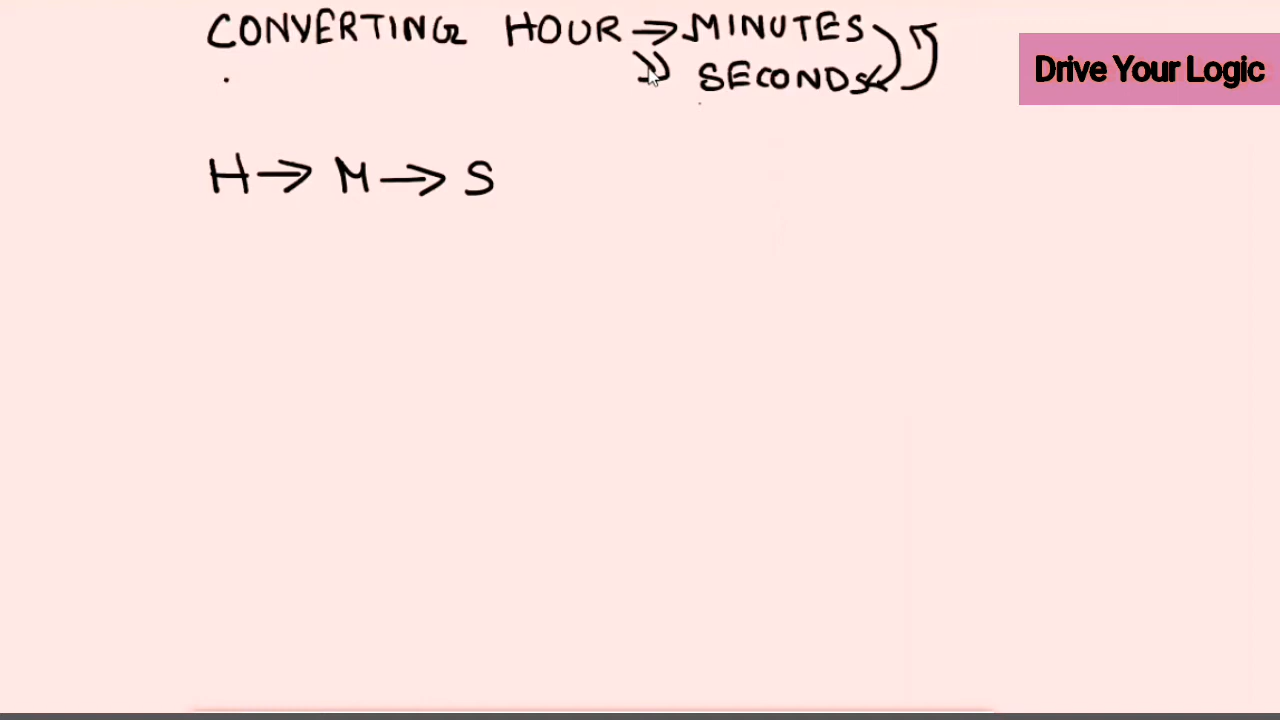 CONVERTING HOUR → MINUTES
SECONDS
Drive Your Logic
H → M → S